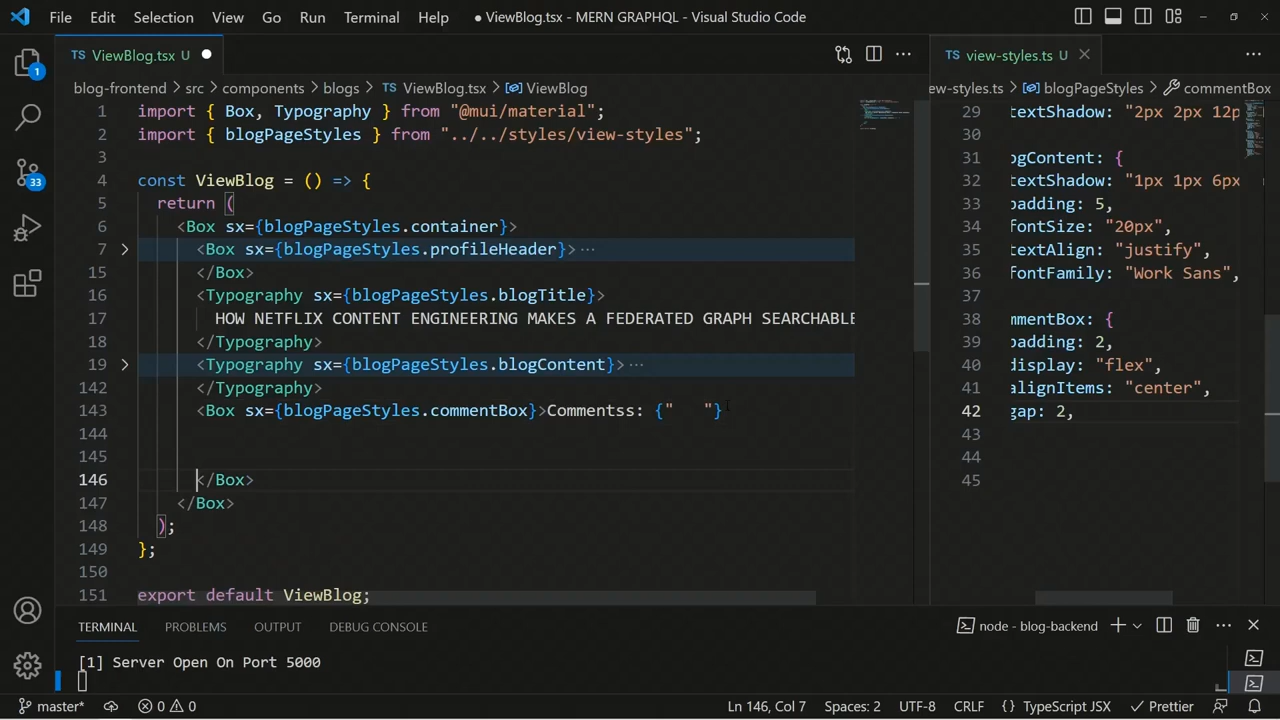 File Edit Selection View Go Run Terminal Help ● ViewBlog.tsx - MERN GRAPHQL - Visual Studio Code
TS ViewBlog.tsx U ●
TS view-styles.ts U
blog-frontend > src > components > blogs > TS ViewBlog.tsx > ViewBlog
ew-styles.ts > blogPageStyles > commentBox
1 import { Box, Typography } from "@mui/material";
2 import { blogPageStyles } from "../../styles/view-styles";
3
4 const ViewBlog = () => {
5 return (
6 <Box sx={blogPageStyles.container}>
7 <Box sx={blogPageStyles.profileHeader}> ···
15 </Box>
16 <Typography sx={blogPageStyles.blogTitle}>
17 HOW NETFLIX CONTENT ENGINEERING MAKES A FEDERATED GRAPH SEARCHABLE
18 </Typography>
19 <Typography sx={blogPageStyles.blogContent}> ···
142 </Typography>
143 <Box sx={blogPageStyles.commentBox}>Commentss: {"   "}
144
145
146 </Box>
147 </Box>
148 );
149 };
150
151 export default ViewBlog;
29 textShadow: "2px 2px 12p
30
31 ogContent: {
32 textShadow: "1px 1px 6px
33 padding: 5,
34 fontSize: "20px",
35 textAlign: "justify",
36 fontFamily: "Work Sans",
37
38 mmentBox: {
39 padding: 2,
40 display: "flex",
41 alignItems: "center",
42 gap: 2,
43
44
45
1
33
TERMINAL PROBLEMS OUTPUT DEBUG CONSOLE
node - blog-backend
[1] Server Open On Port 5000
master* 0 0 Ln 146, Col 7 Spaces: 2 UTF-8 CRLF {} TypeScript JSX Prettier